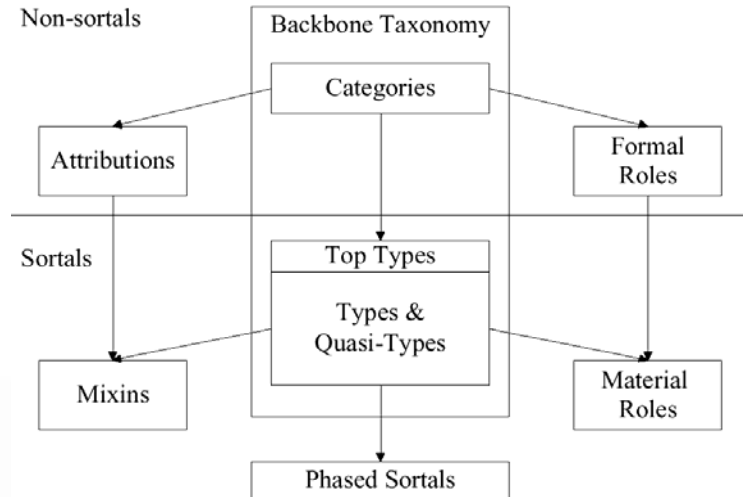 Non-sortals
Backbone Taxonomy
Categories
Attributions
Formal
Roles
Sortals
Top Types
Types &
Quasi-Types
Mixins
Material
Roles
Phased Sortals